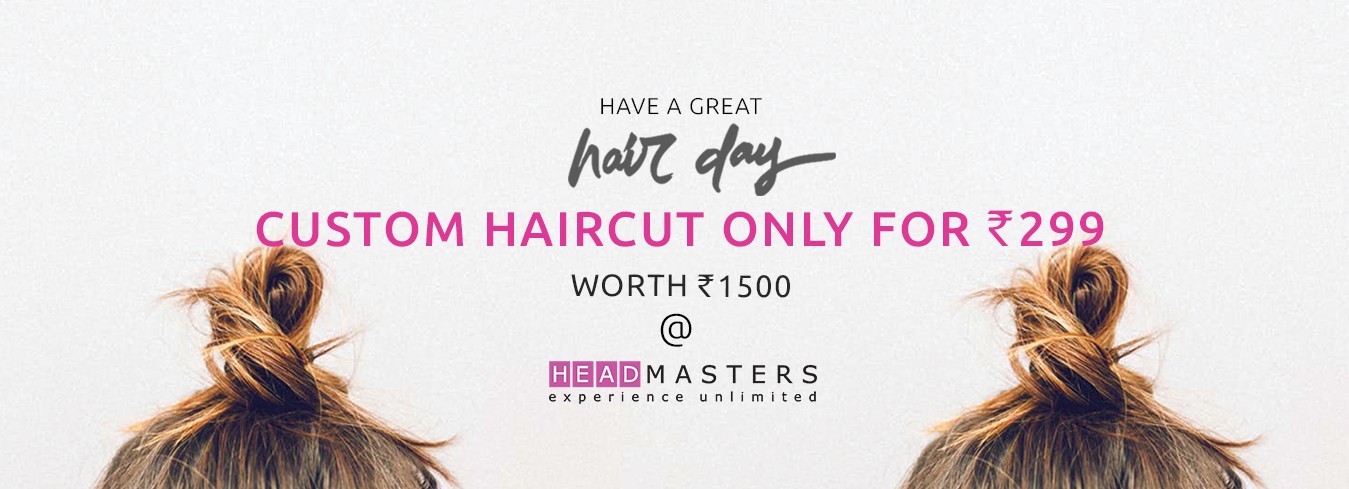 HAVE A GREAT
hair day
CUSTOM HAIRCUT ONLY FOR ₹299
WORTH ₹1500
@
HEADMASTERS
experience unlimited